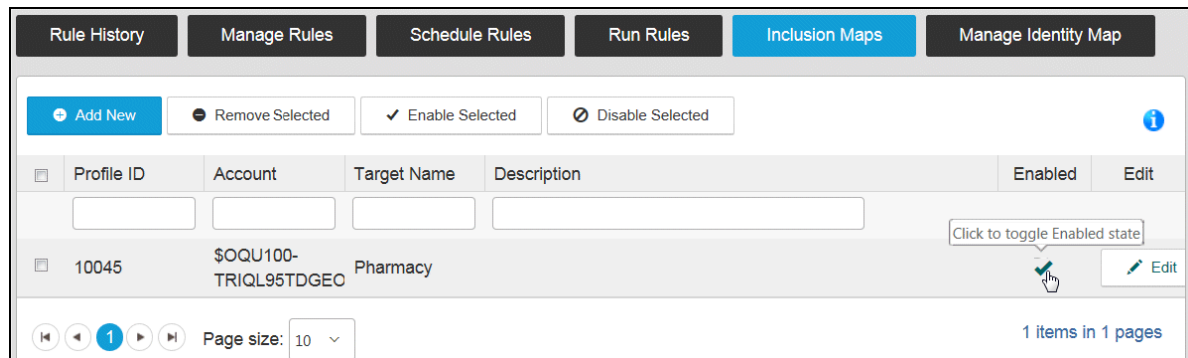 Rule History Manage Rules Schedule Rules Run Rules Inclusion Maps Manage Identity Map
Add New Remove Selected Enable Selected Disable Selected
Profile ID Account Target Name Description Enabled Edit
Click to toggle Enabled state
10045 $OQU100-TRIQL95TDGEO Pharmacy Edit
1 Page size: 10 1 items in 1 pages